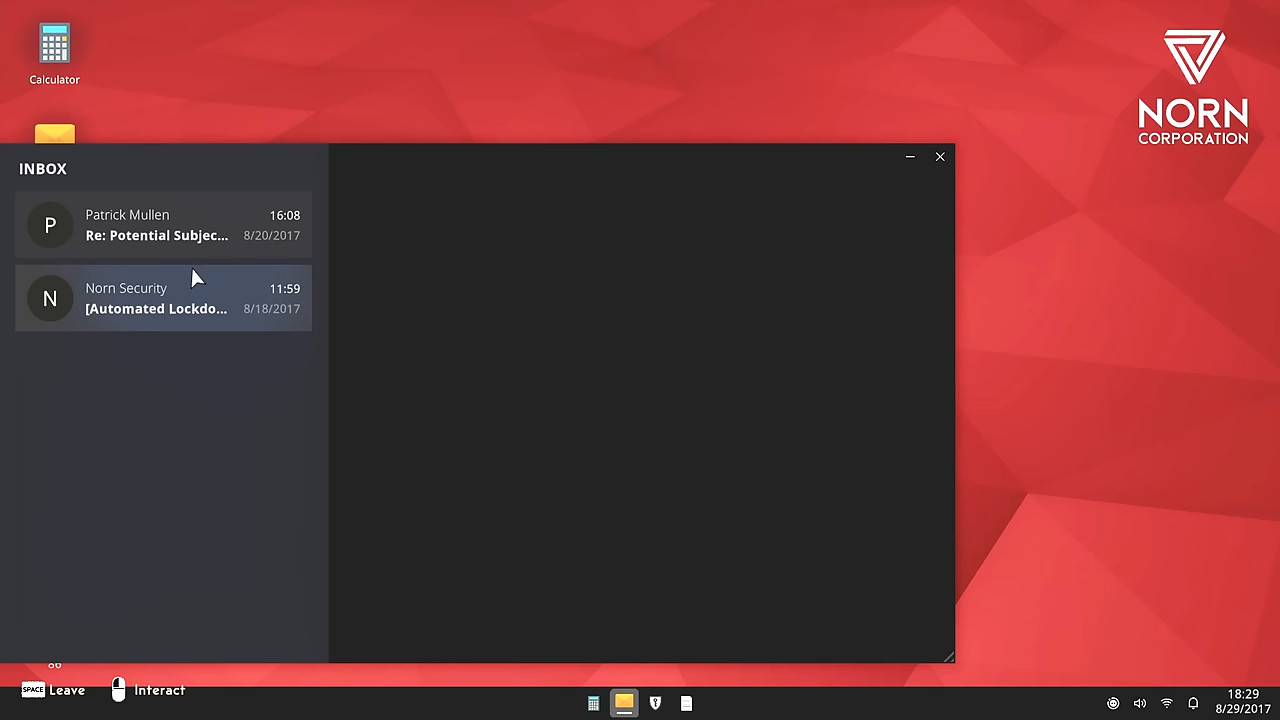 Calculator
NORN
CORPORATION
INBOX
P
Patrick Mullen
16:08
Re: Potential Subjec...
8/20/2017
N
Norn Security
11:59
[Automated Lockdo...
8/18/2017
SPACE Leave
Interact
18:29
8/29/2017